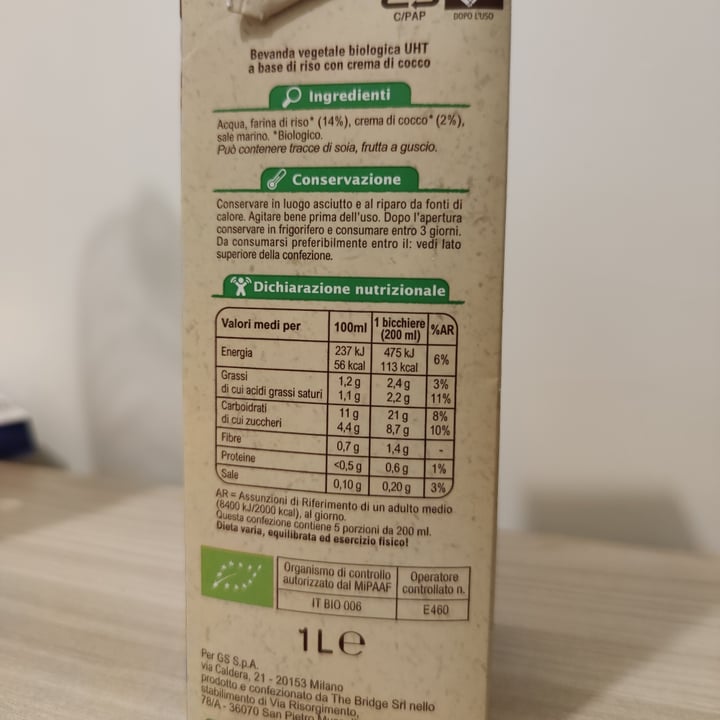 C/PAP
DOPO L'USO
Bevanda vegetale biologica UHT
a base di riso con crema di cocco
Ingredienti
Acqua, farina di riso* (14%), crema di cocco* (2%),
sale marino. *Biologico.
Può contenere tracce di soia, frutta a guscio.
Conservazione
Conservare in luogo asciutto e al riparo da fonti di
calore. Agitare bene prima dell'uso. Dopo l'apertura
conservare in frigorifero e consumare entro 3 giorni.
Da consumarsi preferibilmente entro il: vedi lato
superiore della confezione.
Dichiarazione nutrizionale
Valori medi per 100ml 1 bicchiere (200 ml) %AR
Energia 237 kJ 475 kJ 6%
56 kcal 113 kcal
Grassi 1,2 g 2,4 g 3%
di cui acidi grassi saturi 1,1 g 2,2 g 11%
Carboidrati 11 g 21 g 8%
di cui zuccheri 4,4 g 8,7 g 10%
Fibre 0,7 g 1,4 g -
Proteine <0,5 g 0,6 g 1%
Sale 0,10 g 0,20 g 3%
AR = Assunzioni di Riferimento di un adulto medio
(8400 kJ/2000 kcal), al giorno.
Questa confezione contiene 5 porzioni da 200 ml.
Dieta varia, equilibrata ed esercizio fisico!
Organismo di controllo
autorizzato dal MiPAAF
Operatore
controllato n.
IT BIO 006
E460
1L e
Per GS S.p.A.
via Caldera, 21 - 20153 Milano
prodotto e confezionato da The Bridge Srl nello
stabilimento di Via Risorgimento,
78/A - 36070 San Pietro